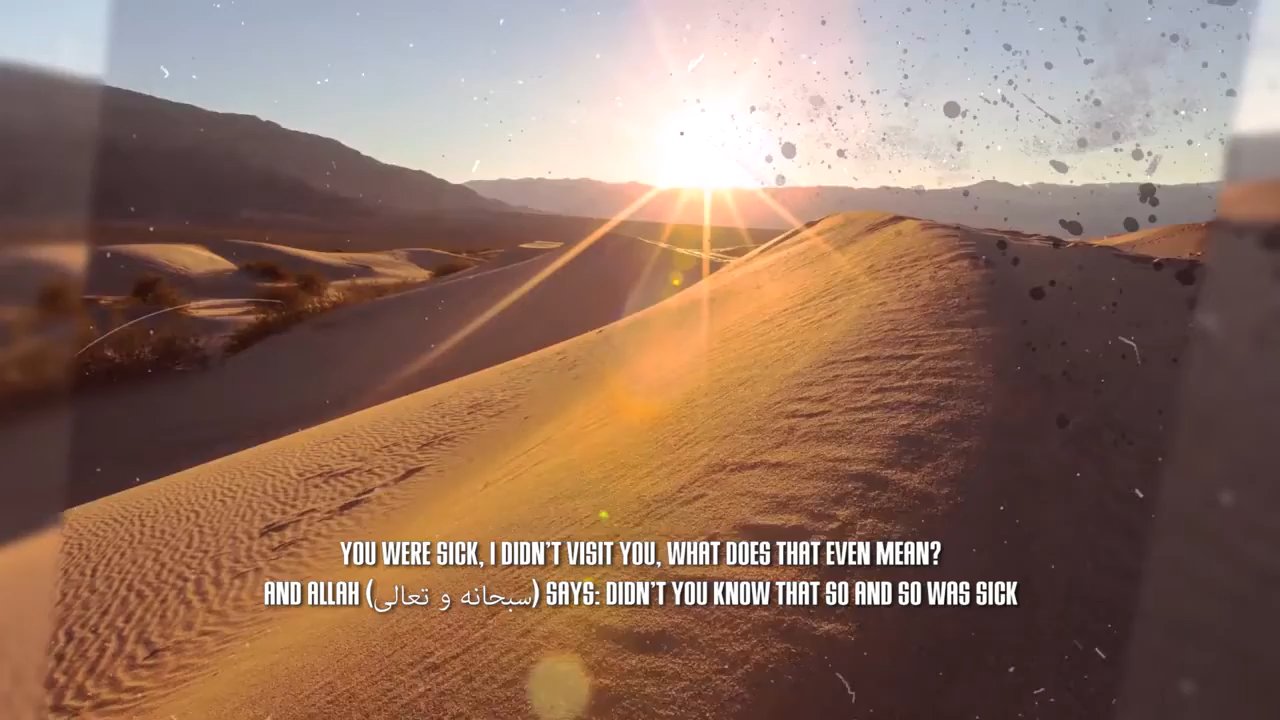 YOU WERE SICK, I DIDN'T VISIT YOU, WHAT DOES THAT EVEN MEAN?
AND ALLAH (سبحانه و تعالى) SAYS: DIDN'T YOU KNOW THAT SO AND SO WAS SICK